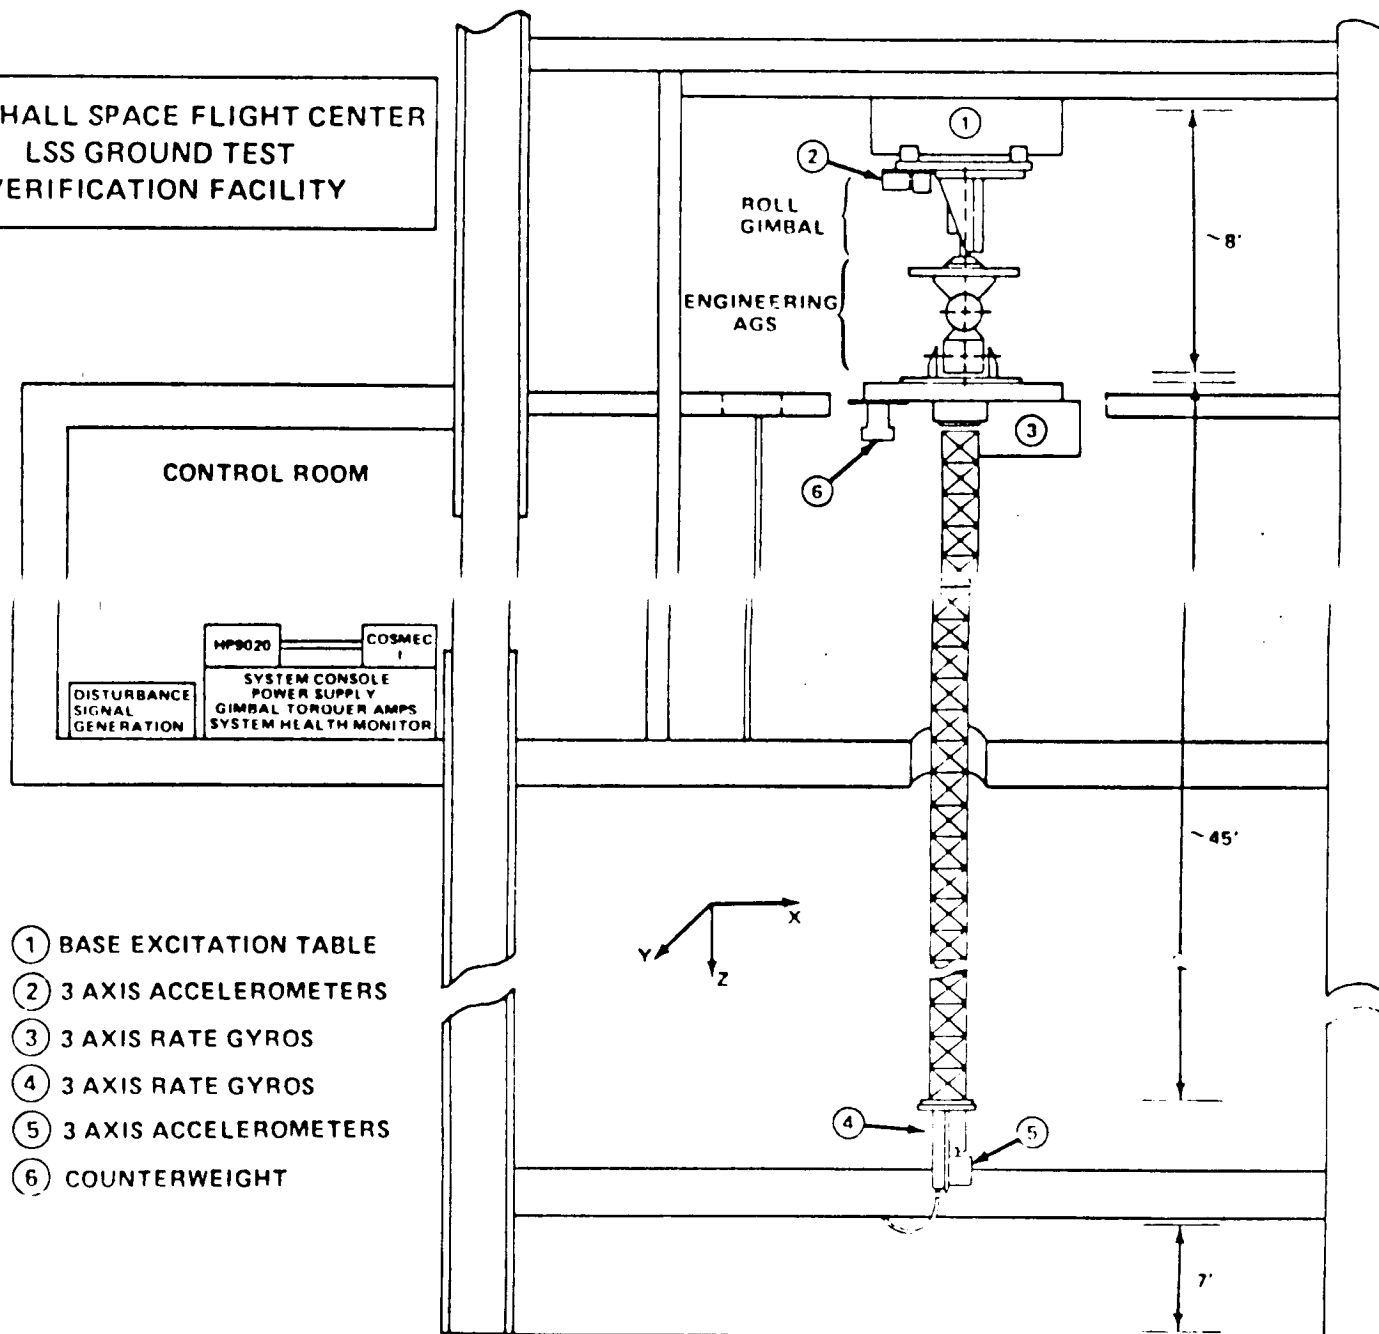 HALL SPACE FLIGHT CENTER
LSS GROUND TEST
VERIFICATION FACILITY
1
2
ROLL
GIMBAL
~8'
ENGINEERING
AGS
3
6
CONTROL ROOM
HP9020
COSMEC
I
SYSTEM CONSOLE
POWER SUPPLY
GIMBAL TORQUER AMPS
SYSTEM HEALTH MONITOR
DISTURBANCE
SIGNAL
GENERATION
~45'
X
Y
Z
1 BASE EXCITATION TABLE
2 3 AXIS ACCELEROMETERS
3 3 AXIS RATE GYROS
4 3 AXIS RATE GYROS
5 3 AXIS ACCELEROMETERS
6 COUNTERWEIGHT
4
5
7'